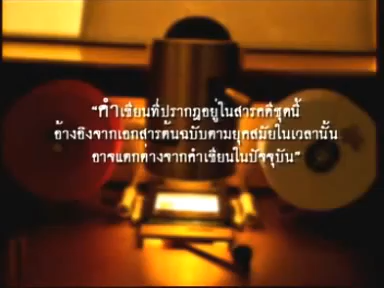 “คำเขียนที่ปรากฏอยู่ในสารคดีชุดนี้
อ้างอิงจากเอกสารต้นฉบับตามยุคสมัยในเวลานั้น
อาจแตกต่างจากคำเขียนในปัจจุบัน”